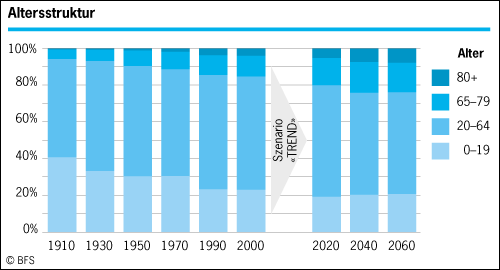 Altersstruktur
100%
80%
60%
40%
20%
0%
1910 1930 1950 1970 1990 2000 2020 2040 2060
Szenario
«TREND»
Alter
80+
65–79
20–64
0–19
© BFS